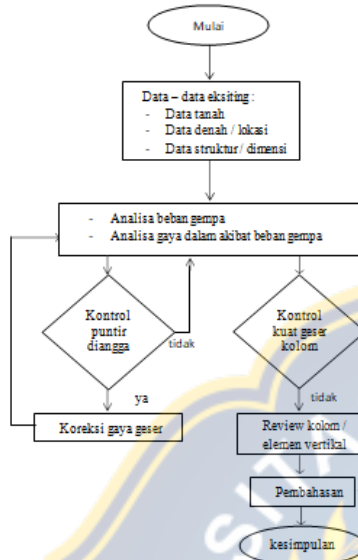 Mulai
Data – data eksiting :
- Data tanah
- Data denah / lokasi
- Data struktur / dimensi
- Analisa beban gempa
- Analisa gaya dalam akibat beban gempa
Kontrol
puntir
diangga
tidak
Kontrol
kuat geser
kolom
ya
tidak
Koreksi gaya geser
Review kolom /
elemen vertikal
Pembahasan
kesimpulan
SITA